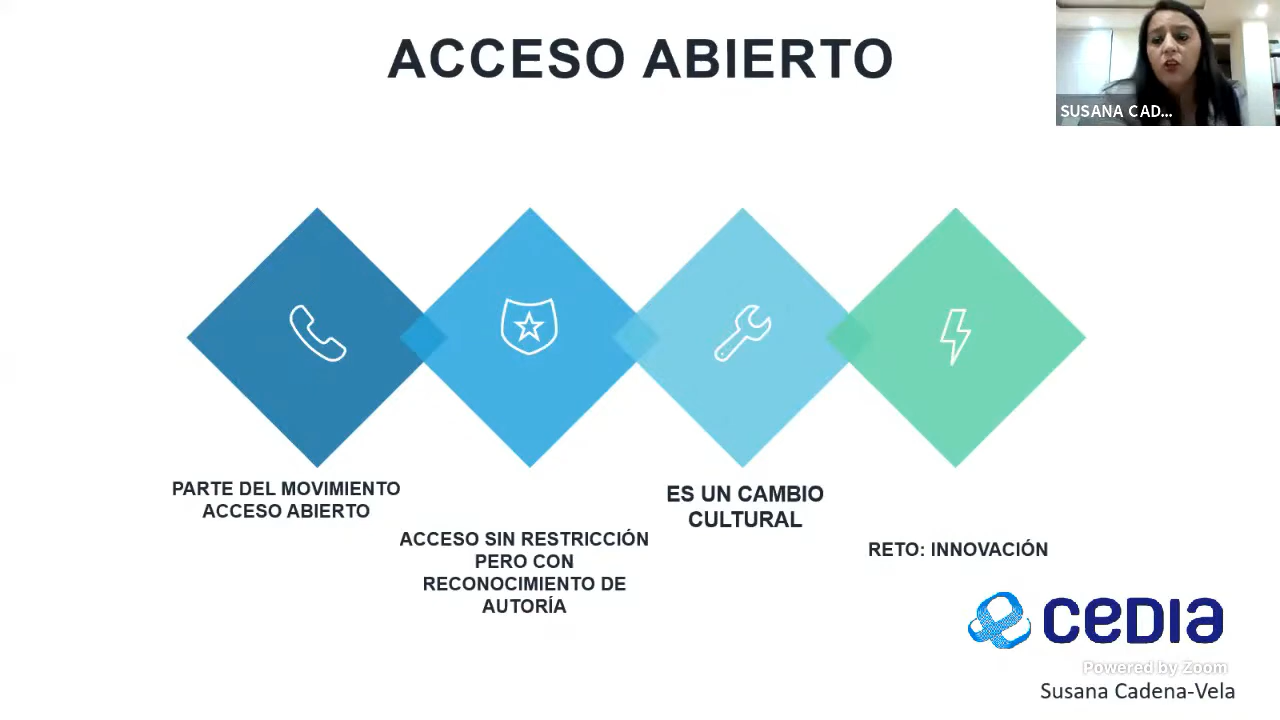 ACCESO ABIERTO
SUSANA CAD...
PARTE DEL MOVIMIENTO
ACCESO ABIERTO
ACCESO SIN RESTRICCIÓN
PERO CON
RECONOCIMIENTO DE
AUTORÍA
ES UN CAMBIO
CULTURAL
RETO: INNOVACIÓN
CEDIA
Powered by Zoom
Susana Cadena-Vela